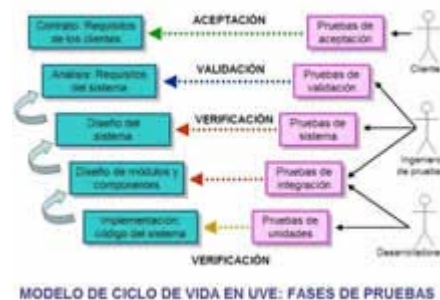 Contrato: Requisitos
de los clientes
ACEPTACIÓN
Pruebas de
aceptación
Cliente
Análisis: Requisitos
del sistema
VALIDACIÓN
Pruebas de
validación
Diseño del
sistema
VERIFICACIÓN
Pruebas de
sistema
Ingeniero
de pruebas
Diseño de módulos y
componentes
Pruebas de
integración
Implementación:
código del sistema
Pruebas de
unidades
VERIFICACIÓN
MODELO DE CICLO DE VIDA EN UVE: FASES DE PRUEBAS